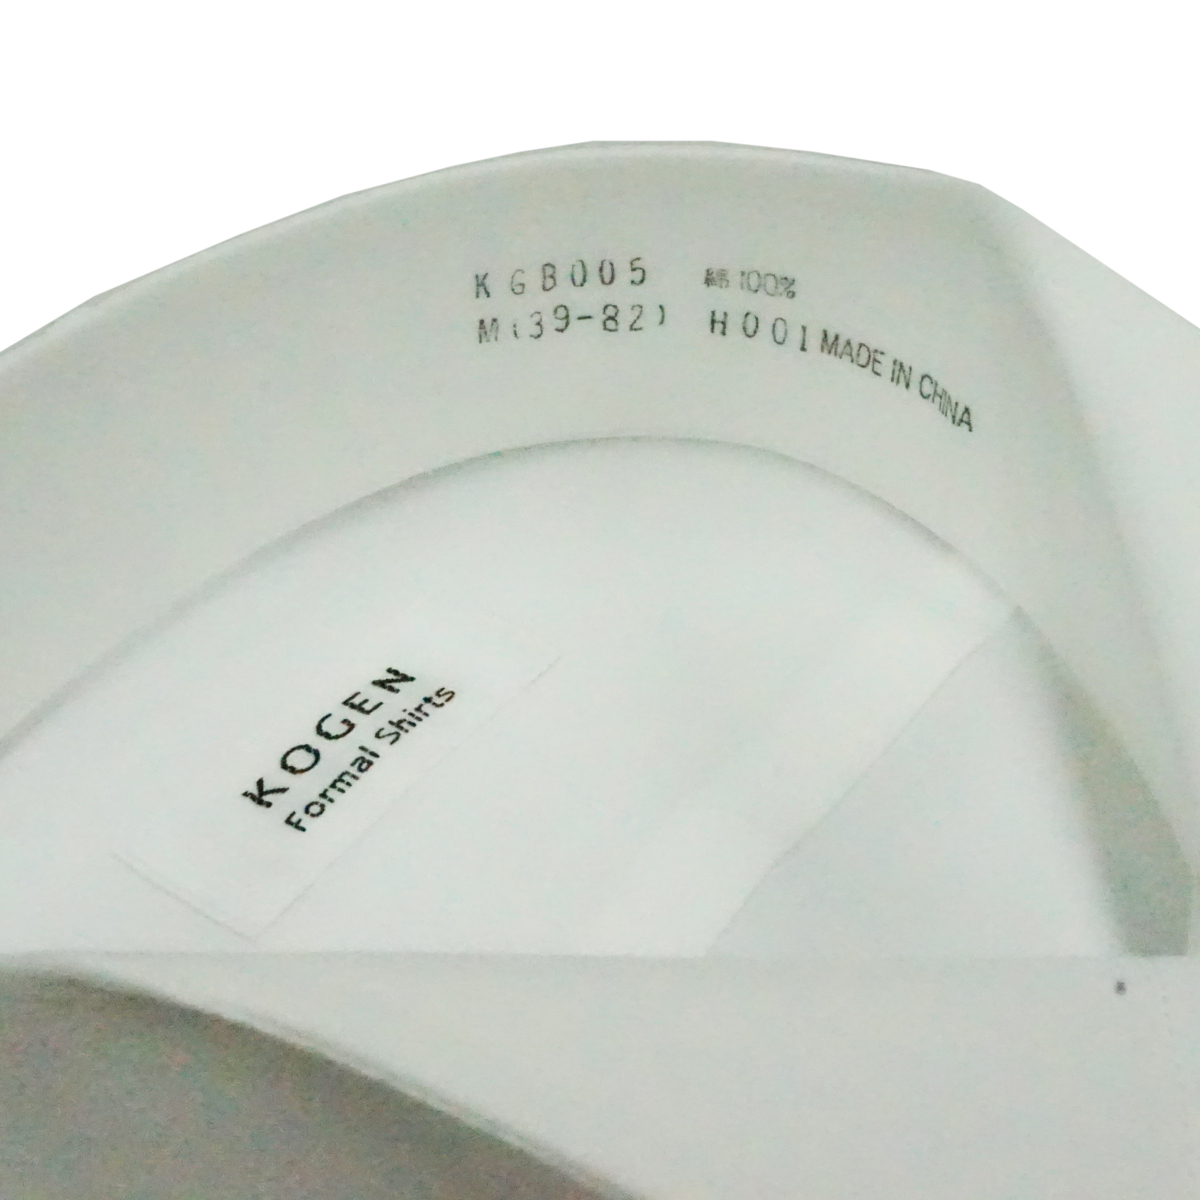 KGB005 綿100%
M(39-82) H001 MADE IN CHINA
KOGEN
Formal Shirts